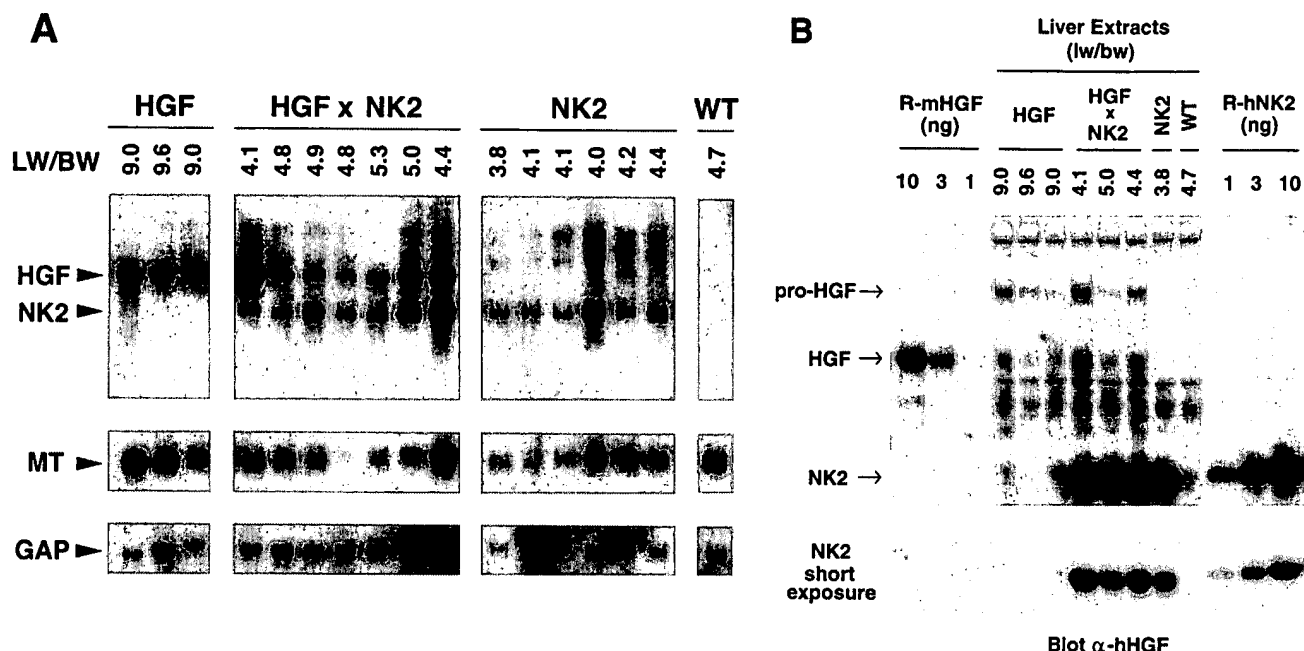 A
HGF HGF x NK2 NK2 WT
LW/BW 9.0 9.6 9.0 4.1 4.8 4.9 4.8 5.3 5.0 4.4 3.8 4.1 4.1 4.0 4.2 4.4 4.7
HGF
NK2
MT
GAP
B
Liver Extracts
(lw/bw)
R-mHGF
(ng)
HGF
HGF
x
NK2
NK2
WT
R-hNK2
(ng)
10 3 1 9.0 9.6 9.0 4.1 5.0 4.4 3.8 4.7 1 3 10
pro-HGF →
HGF →
NK2 →
NK2
short
exposure
Blot α-hHGF